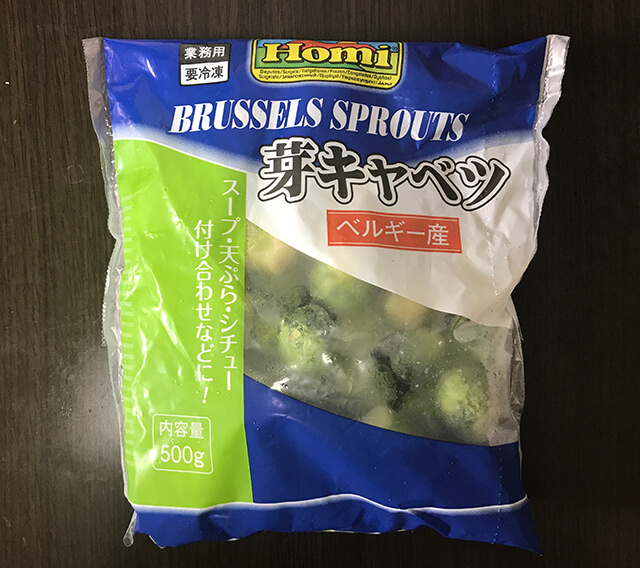 業務用
要冷凍
Homi
BRUSSELS SPROUTS
芽キャベツ
ベルギー産
スープ・天ぷら・シチュー
付け合わせなどに!
内容量
500g